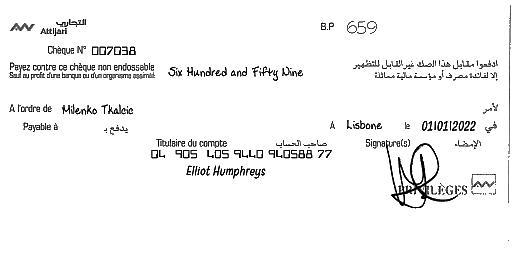 التجاري
Attijari
B.P 659
Chèque N° 007038
Payez contre ce chèque non endossable
Sauf au profit d'une banque ou d'un organisme assimilé
Six Hundred and Fifty Nine
ادفعوا مقابل هذا الصك غير القابل للتظهير
إلا لفائدة مصرف أو مؤسسة مالية مماثلة
A l'ordre de Milenko Tkalcic لأمر
Payable à يدفع بـ
A Lisbone le 01/01/2022 في
Titulaire du compte صاحب الحساب Signature(s) الإمضاء
04 905 405 9440 940588 77
Elliot Humphreys
PRIVILÈGES